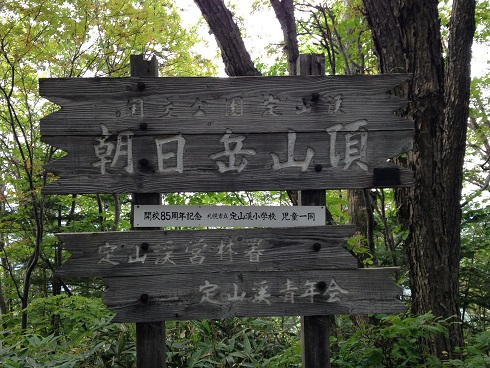 国立公園定山渓
朝日岳山頂
開校85周年記念 札幌市立 定山渓小学校 児童一同
定山渓営林署
定山渓青年会